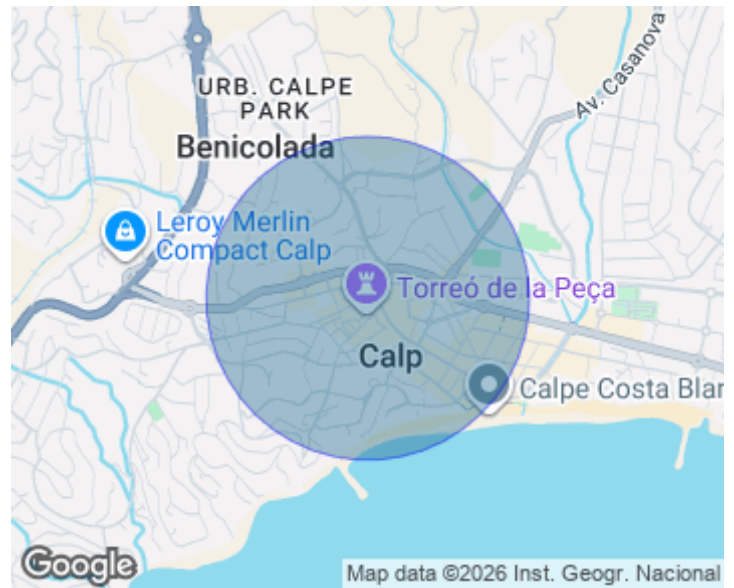 URB. CALPE
PARK
Benicolada
Av. Casanova
Leroy Merlin
Compact Calp
Torreó de la Peça
Calp
Calpe Costa Blan
Google
Map data ©2026 Inst. Geogr. Nacional